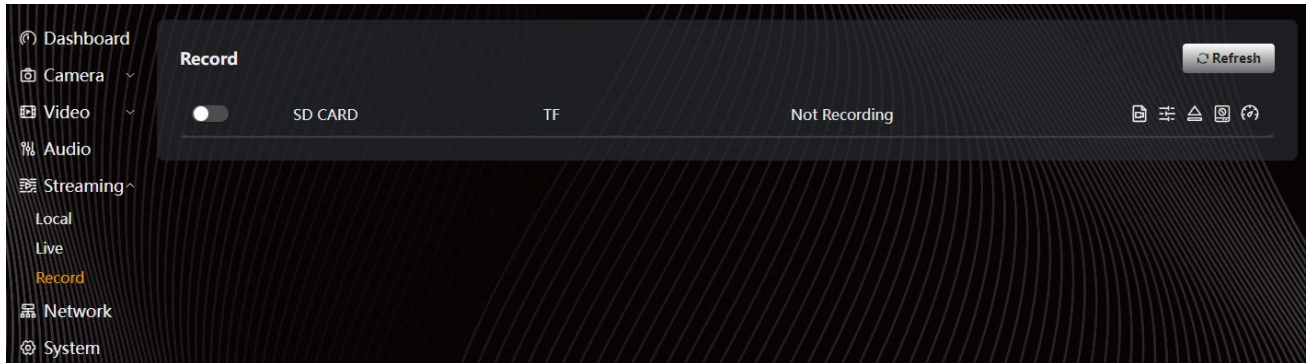 Dashboard
Camera
Video
Audio
Streaming
Local
Live
Record
Network
System
Record
Refresh
SD CARD TF Not Recording